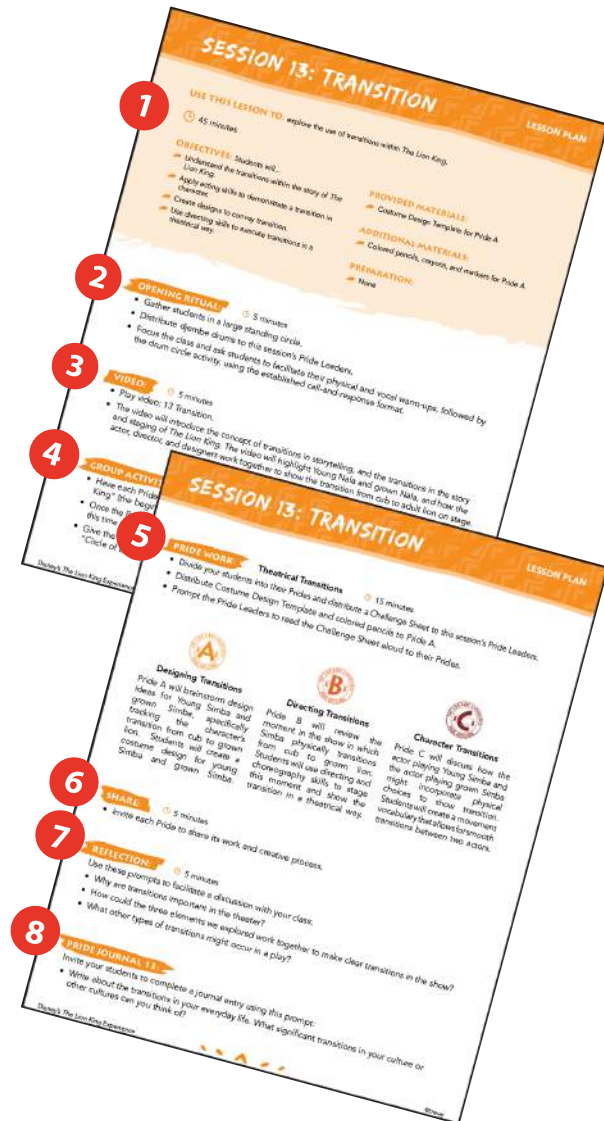 SESSION 13: TRANSITION
LESSON PLAN
1
USE THIS LESSON TO: explore the use of transitions within The Lion King.
45 minutes
OBJECTIVES: Students will...
Understand the transitions within the story of The
Lion King.
Apply acting skills to demonstrate a transition in
character.
Create designs to convey transition.
Use directing skills to execute transitions in a
theatrical way.
PROVIDED MATERIALS:
Costume Design Template for Pride A
ADDITIONAL MATERIALS:
Colored pencils, crayons, and markers for Pride A
PREPARATION:
None
2
OPENING RITUAL: 5 minutes
• Gather students in a large standing circle.
• Distribute djembe drums to this session's Pride Leaders.
• Focus the class and ask students to facilitate their physical and vocal warm-ups, followed by
the drum circle activity, using the established call-and-response format.
3
VIDEO: 5 minutes
• Play video: 13 Transition.
• The video will introduce the concept of transitions in storytelling, and the transitions in the story
and staging of The Lion King. The video will highlight Young Nala and grown Nala, and how the
actor, director, and designers work together to show the transition from cub to adult lion on stage.
4
GROUP ACTIVIT
• Have each Pride
King" (the begin
• Once the
this time
• Give the
"Circle of
Disney's The Lion King Experience
SESSION 13: TRANSITION
LESSON PLAN
5
PRIDE WORK: Theatrical Transitions 15 minutes
• Divide your students into their Prides and distribute a Challenge Sheet to this session's Pride Leaders.
• Distribute Costume Design Template and colored pencils to Pride A.
• Prompt the Pride Leaders to read the Challenge Sheet aloud to their Prides.
A
Designing Transitions
Pride A will brainstorm design
ideas for Young Simba and
grown Simba, specifically
tracking the character's
transition from cub to grown
lion. Students will create a
costume design for young
Simba and grown Simba.
B
Directing Transitions
Pride B will review the
moment in the show in which
Simba physically transitions
from cub to grown lion.
Students will use directing and
choreography skills to stage
this moment and show the
transition in a theatrical way.
C
Character Transitions
Pride C will discuss how the
actor playing Young Simba and
the actor playing grown Simba
might incorporate physical
choices to show transition.
Students will create a movement
vocabulary that allows for smooth
transitions between two actors.
6
SHARE: 5 minutes
• Invite each Pride to share its work and creative process.
7
REFLECTION: 5 minutes
Use these prompts to facilitate a discussion with your class:
• Why are transitions important in the theater?
• How could the three elements we explored work together to make clear transitions in the show?
• What other types of transitions might occur in a play?
8
PRIDE JOURNAL 13:
Invite your students to complete a journal entry using this prompt:
• Write about the transitions in your everyday life. What significant transitions in your culture or
other cultures can you think of?
Disney's The Lion King Experience